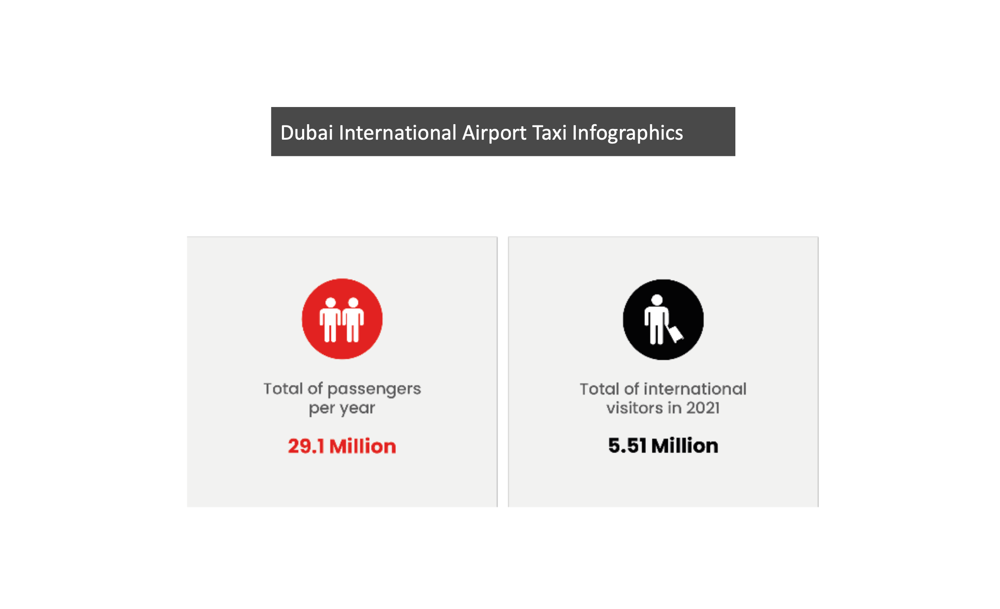 Dubai International Airport Taxi Infographics
Total of passengers
per year
29.1 Million
Total of international
visitors in 2021
5.51 Million